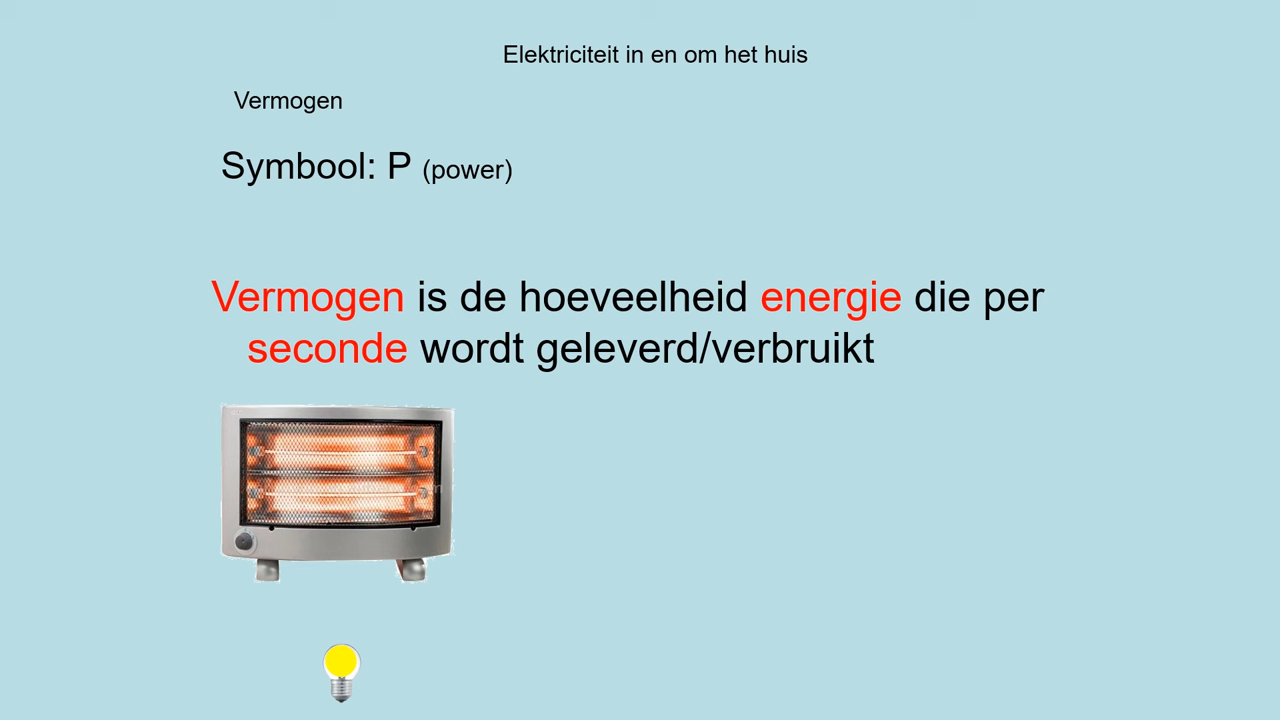 Elektriciteit in en om het huis
Vermogen
Symbool: P (power)
Vermogen is de hoeveelheid energie die per
seconde wordt geleverd/verbruikt